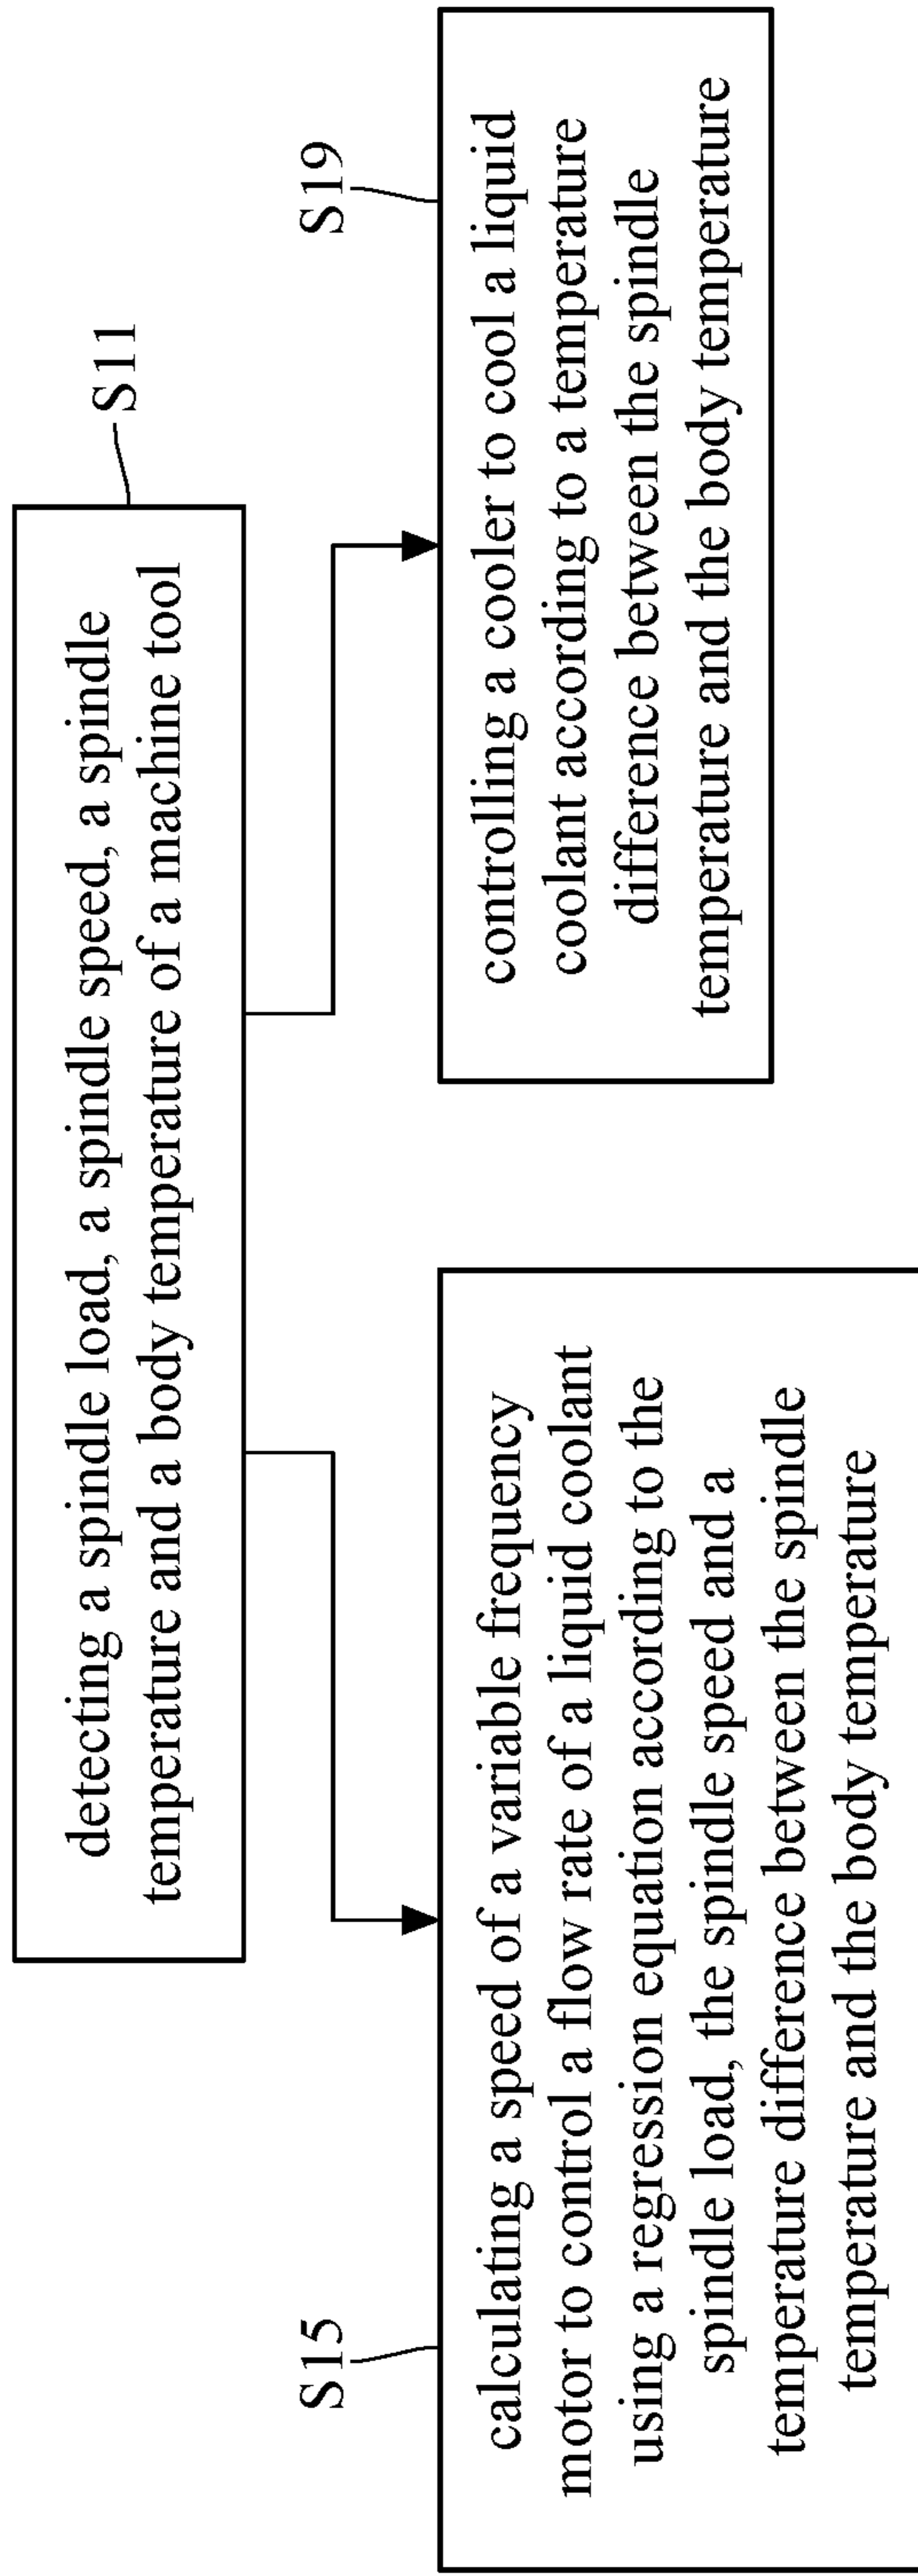 detecting a spindle load, a spindle speed, a spindle
temperature and a body temperature of a machine tool
S11
S15
calculating a speed of a variable frequency
motor to control a flow rate of a liquid coolant
using a regression equation according to the
spindle load, the spindle speed and a
temperature difference between the spindle
temperature and the body temperature
S19
controlling a cooler to cool a liquid
coolant according to a temperature
difference between the spindle
temperature and the body temperature